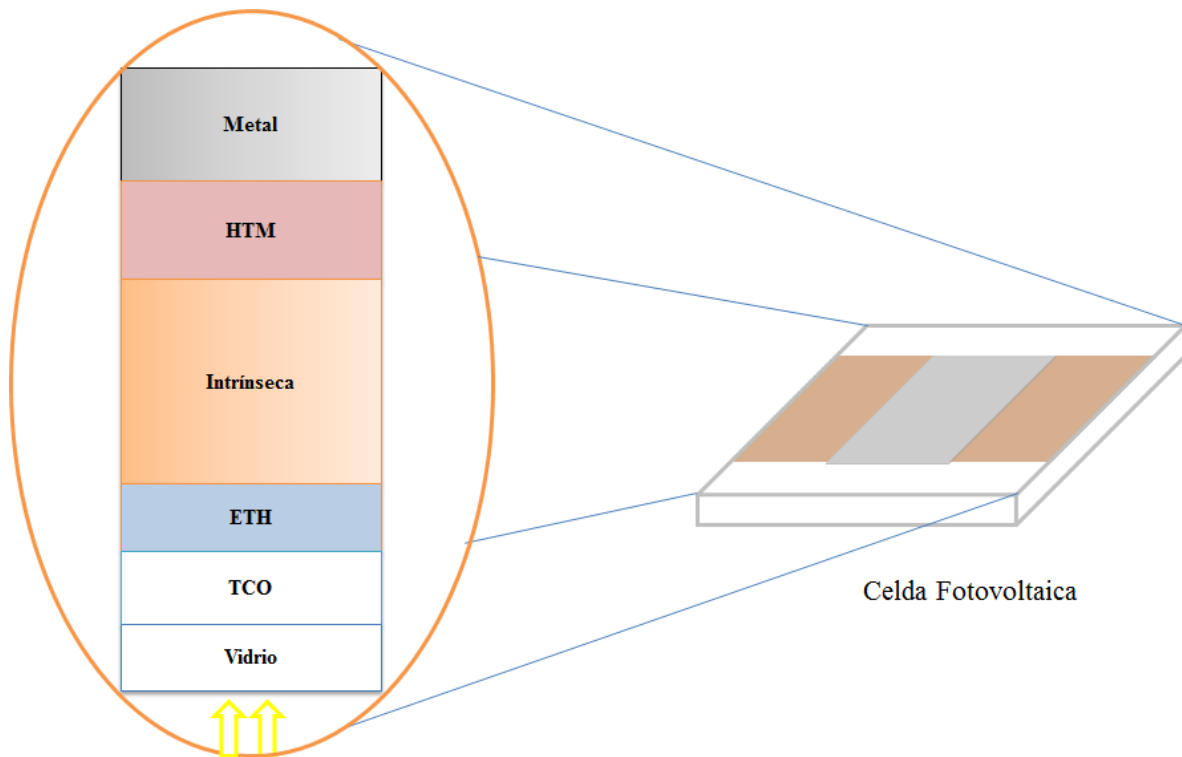 Metal
HTM
Intrínseca
ETH
TCO
Vidrio
Celda Fotovoltaica